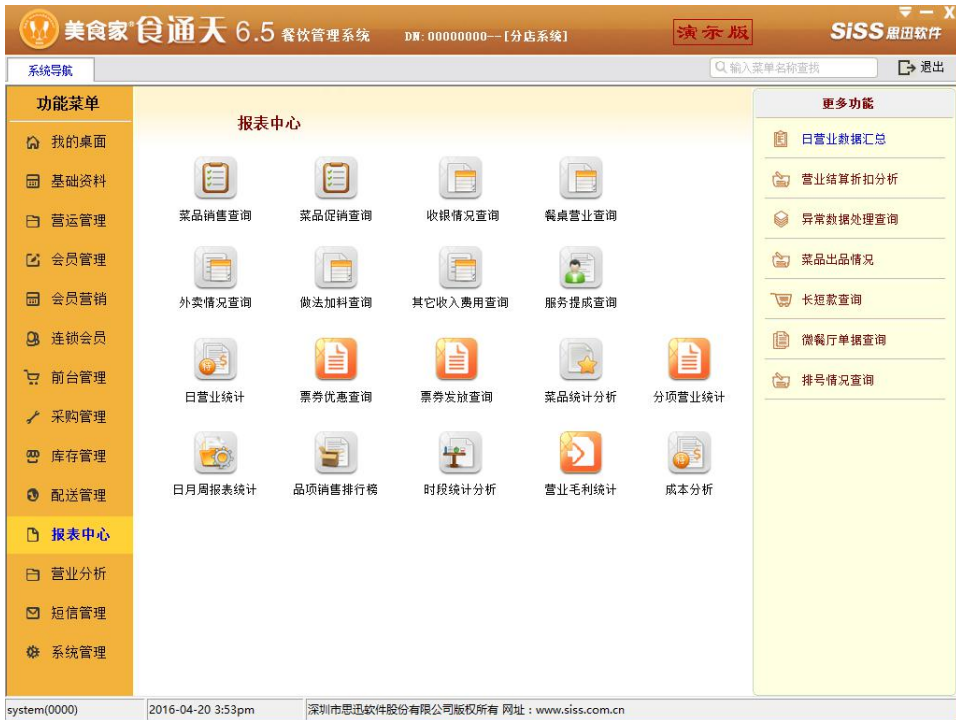 美食家 食通天 6.5 餐饮管理系统 DN:00000000--[分店系统] 演示版 SiSS 思迅软件
系统导航 输入菜单名称查找 退出
功能菜单
我的桌面
基础资料
营运管理
会员管理
会员营销
连锁会员
前台管理
采购管理
库存管理
配送管理
报表中心
营业分析
短信管理
系统管理
报表中心
菜品销售查询 菜品促销查询 收银情况查询 餐桌营业查询
外卖情况查询 做法加料查询 其它收入费用查询 服务提成查询
日营业统计 票券优惠查询 票券发放查询 菜品统计分析 分项营业统计
日月周报表统计 品项销售排行榜 时段统计分析 营业毛利统计 成本分析
更多功能
日营业数据汇总
营业结算折扣分析
异常数据处理查询
菜品出品情况
长短款查询
微餐厅单据查询
排号情况查询
system(0000) 2016-04-20 3:53pm 深圳市思迅软件股份有限公司版权所有 网址：www.siss.com.cn